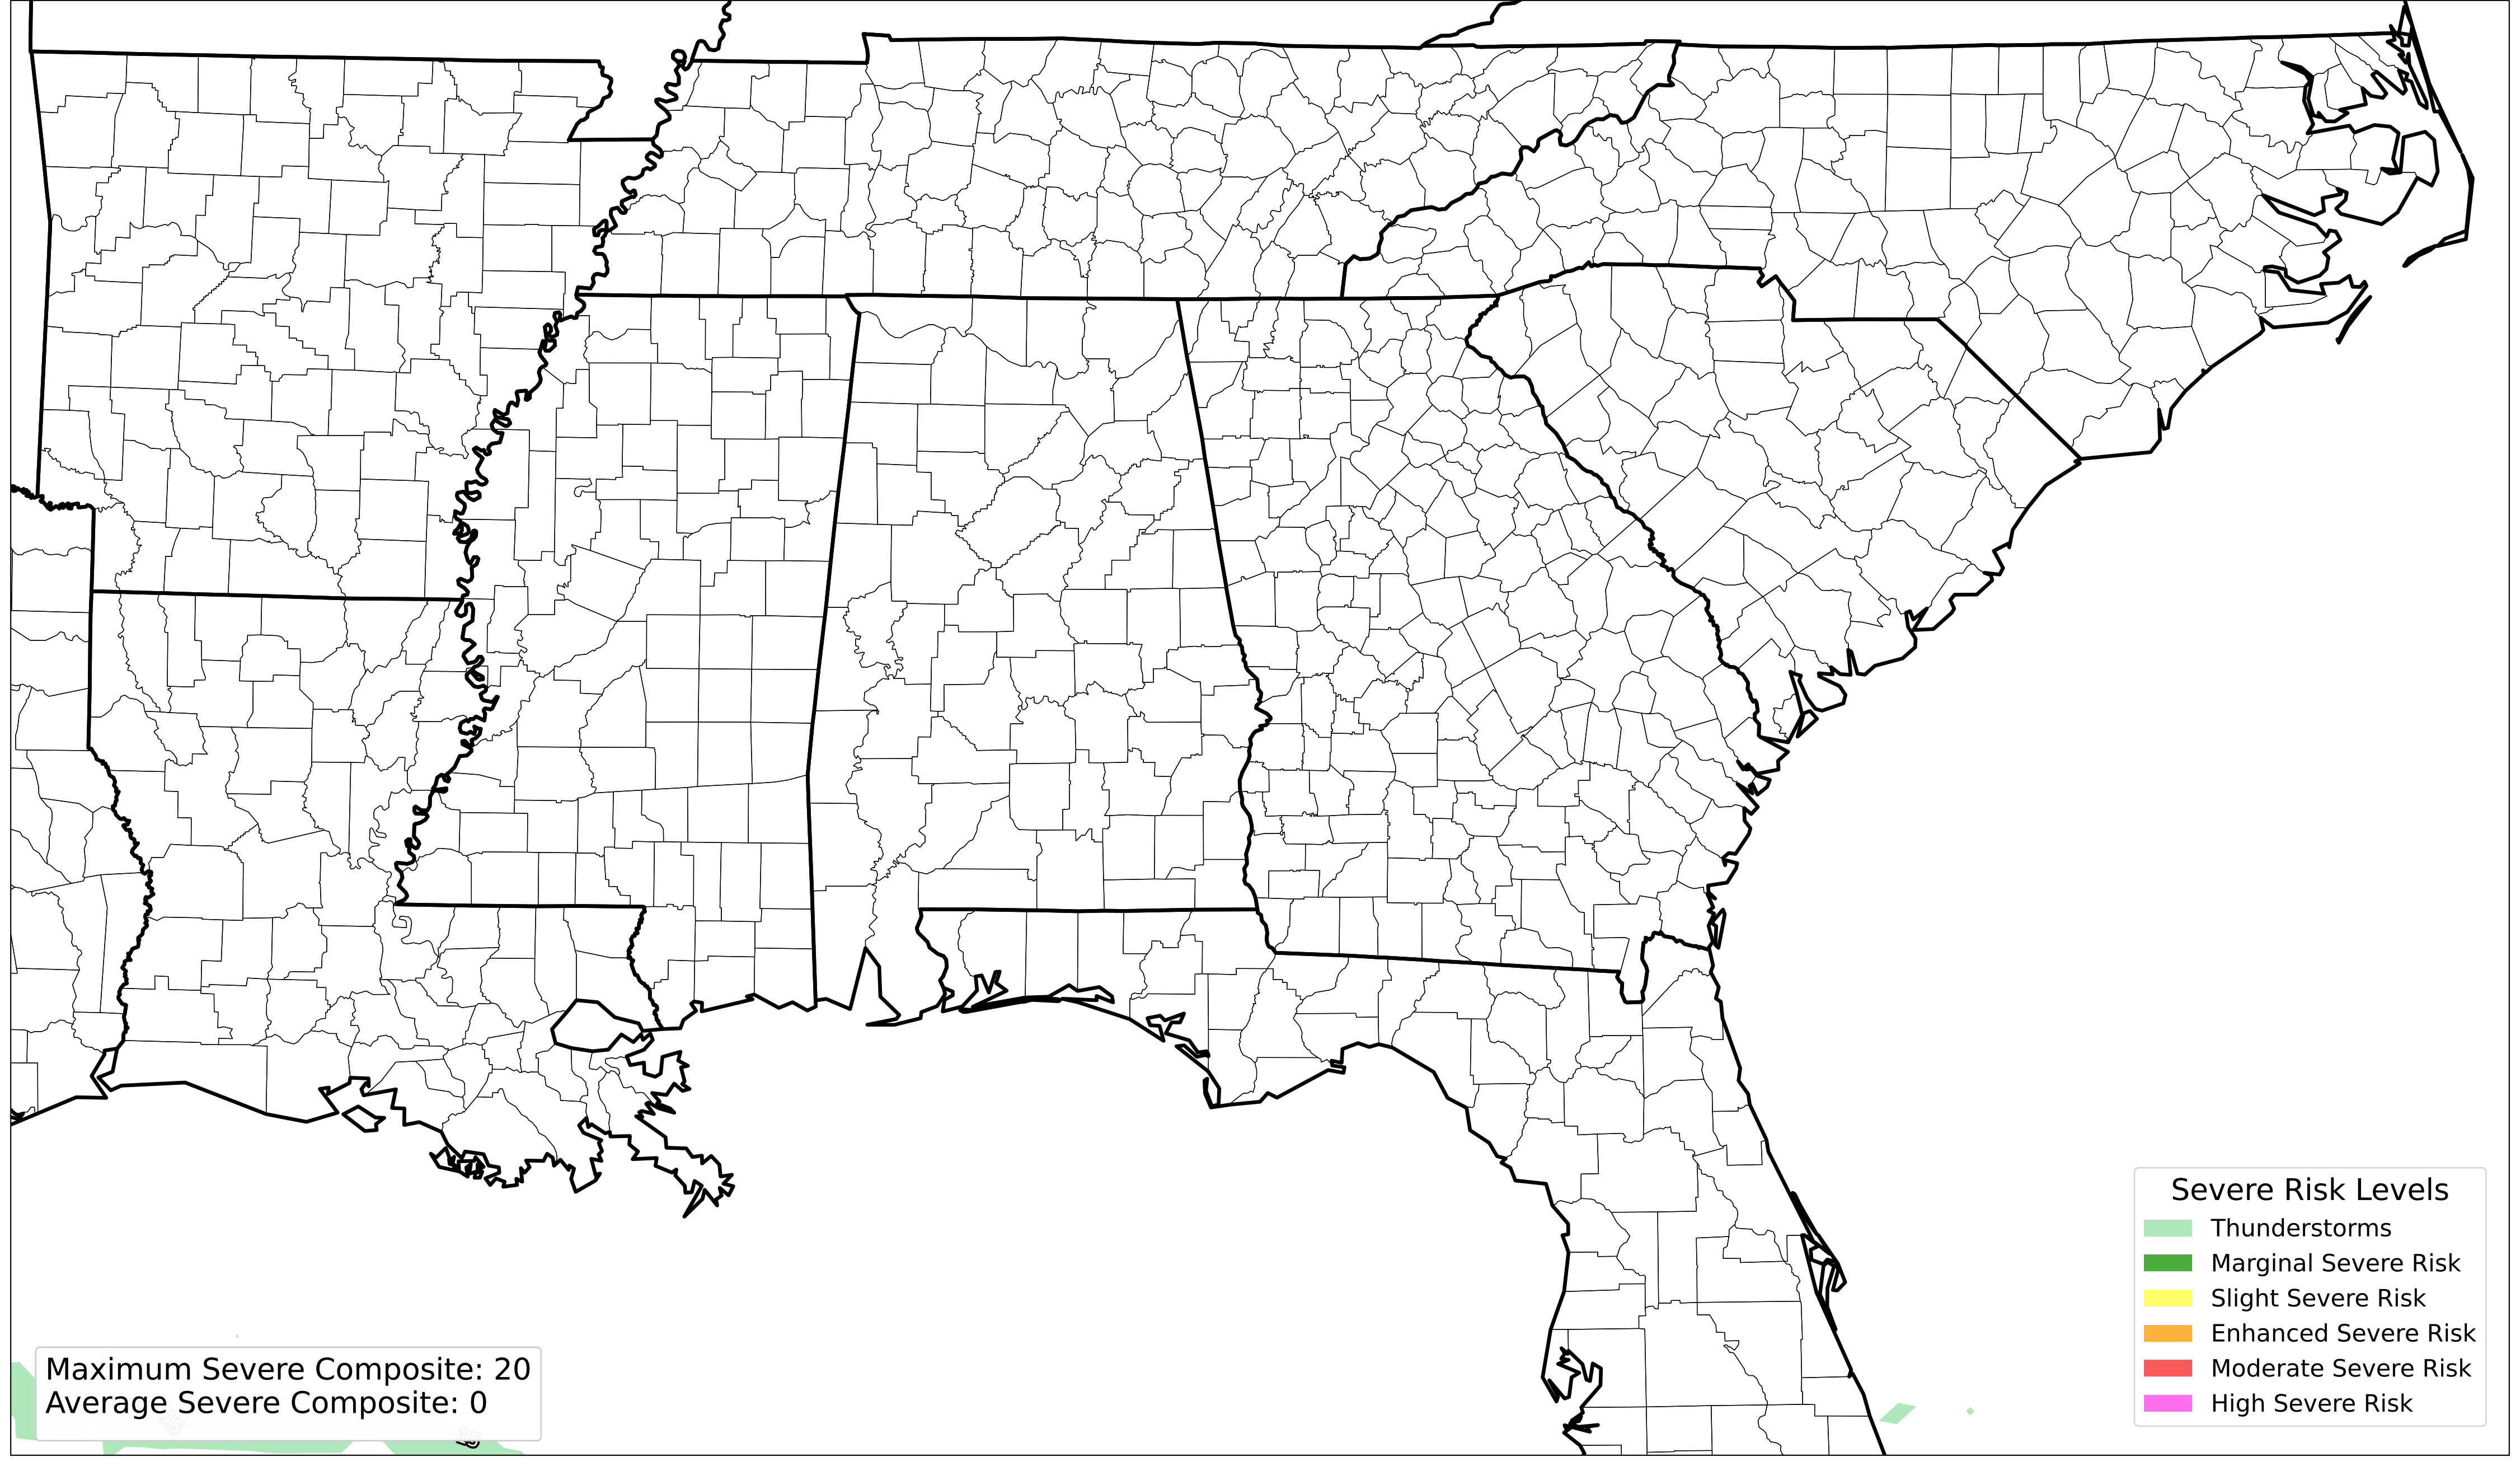 Severe Risk Levels
Thunderstorms
Marginal Severe Risk
Slight Severe Risk
Enhanced Severe Risk
Moderate Severe Risk
High Severe Risk
Maximum Severe Composite: 20
Average Severe Composite: 0
15